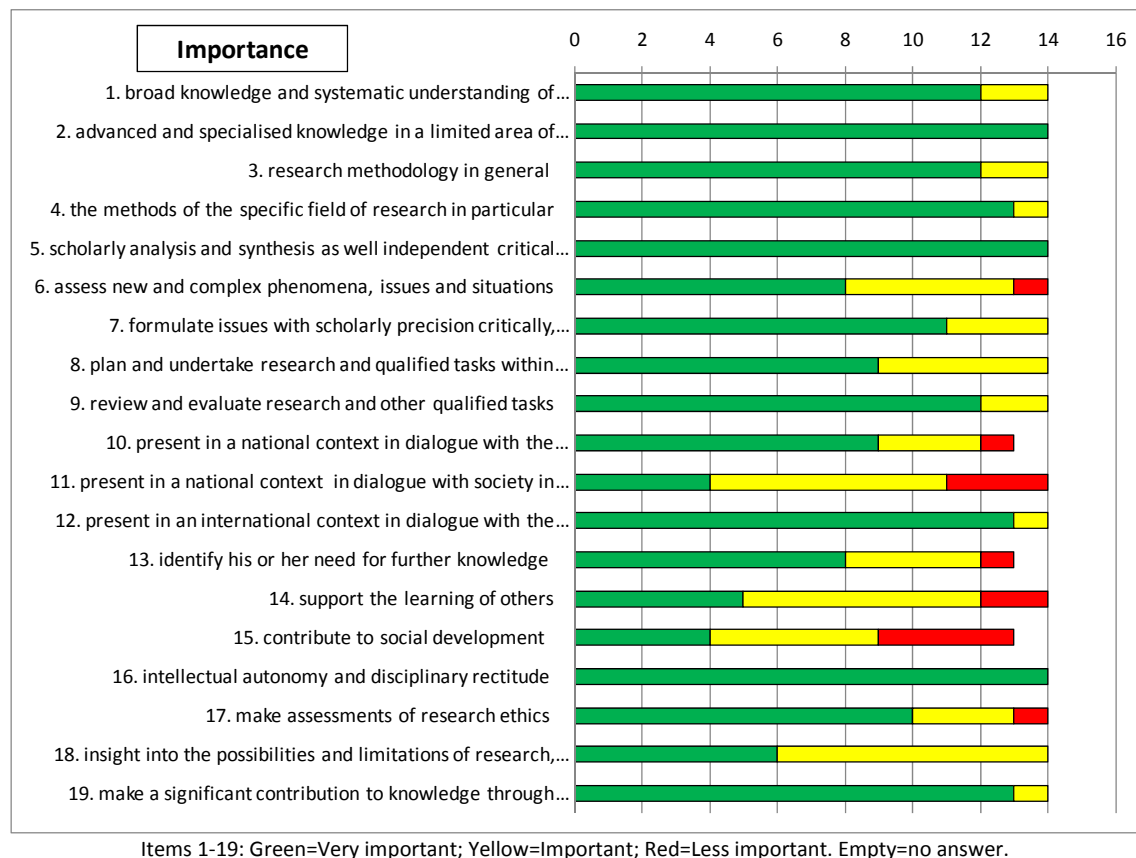 Importance
0 2 4 6 8 10 12 14 16
1. broad knowledge and systematic understanding of...
2. advanced and specialised knowledge in a limited area of...
3. research methodology in general
4. the methods of the specific field of research in particular
5. scholarly analysis and synthesis as well independent critical...
6. assess new and complex phenomena, issues and situations
7. formulate issues with scholarly precision critically,...
8. plan and undertake research and qualified tasks within...
9. review and evaluate research and other qualified tasks
10. present in a national context in dialogue with the...
11. present in a national context in dialogue with society in...
12. present in an international context in dialogue with the...
13. identify his or her need for further knowledge
14. support the learning of others
15. contribute to social development
16. intellectual autonomy and disciplinary rectitude
17. make assessments of research ethics
18. insight into the possibilities and limitations of research,...
19. make a significant contribution to knowledge through...
Items 1-19: Green=Very important; Yellow=Important; Red=Less important. Empty=no answer.